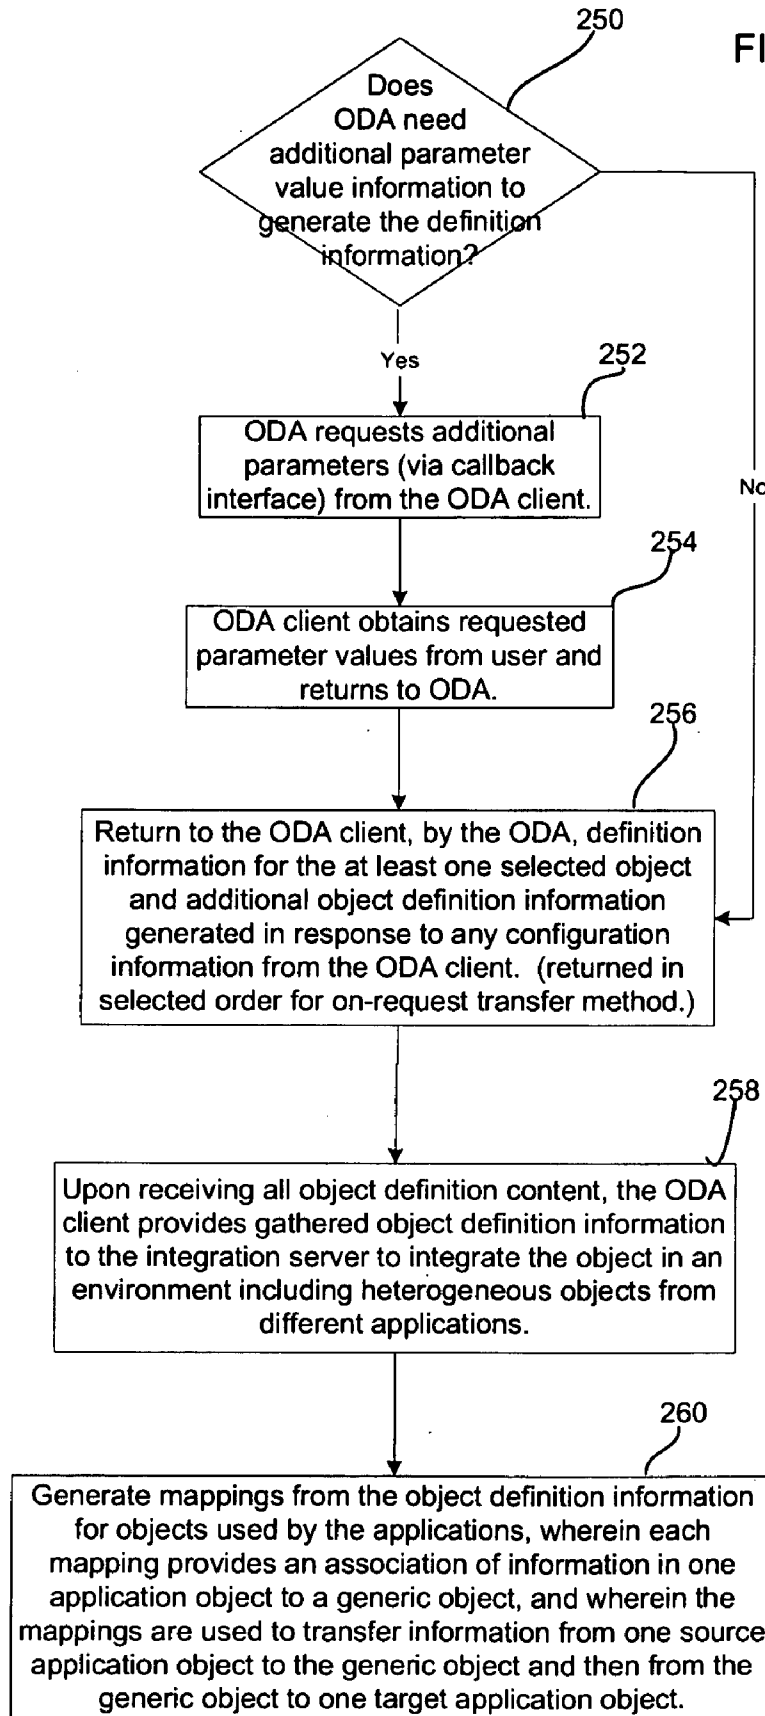 250
FI
Does
ODA need
additional parameter
value information to
generate the definition
information?
Yes
252
ODA requests additional
parameters (via callback
interface) from the ODA client.
No
254
ODA client obtains requested
parameter values from user and
returns to ODA.
256
Return to the ODA client, by the ODA, definition
information for the at least one selected object
and additional object definition information
generated in response to any configuration
information from the ODA client. (returned in
selected order for on-request transfer method.)
258
Upon receiving all object definition content, the ODA
client provides gathered object definition information
to the integration server to integrate the object in an
environment including heterogeneous objects from
different applications.
260
Generate mappings from the object definition information
for objects used by the applications, wherein each
mapping provides an association of information in one
application object to a generic object, and wherein the
mappings are used to transfer information from one source
application object to the generic object and then from the
generic object to one target application object.